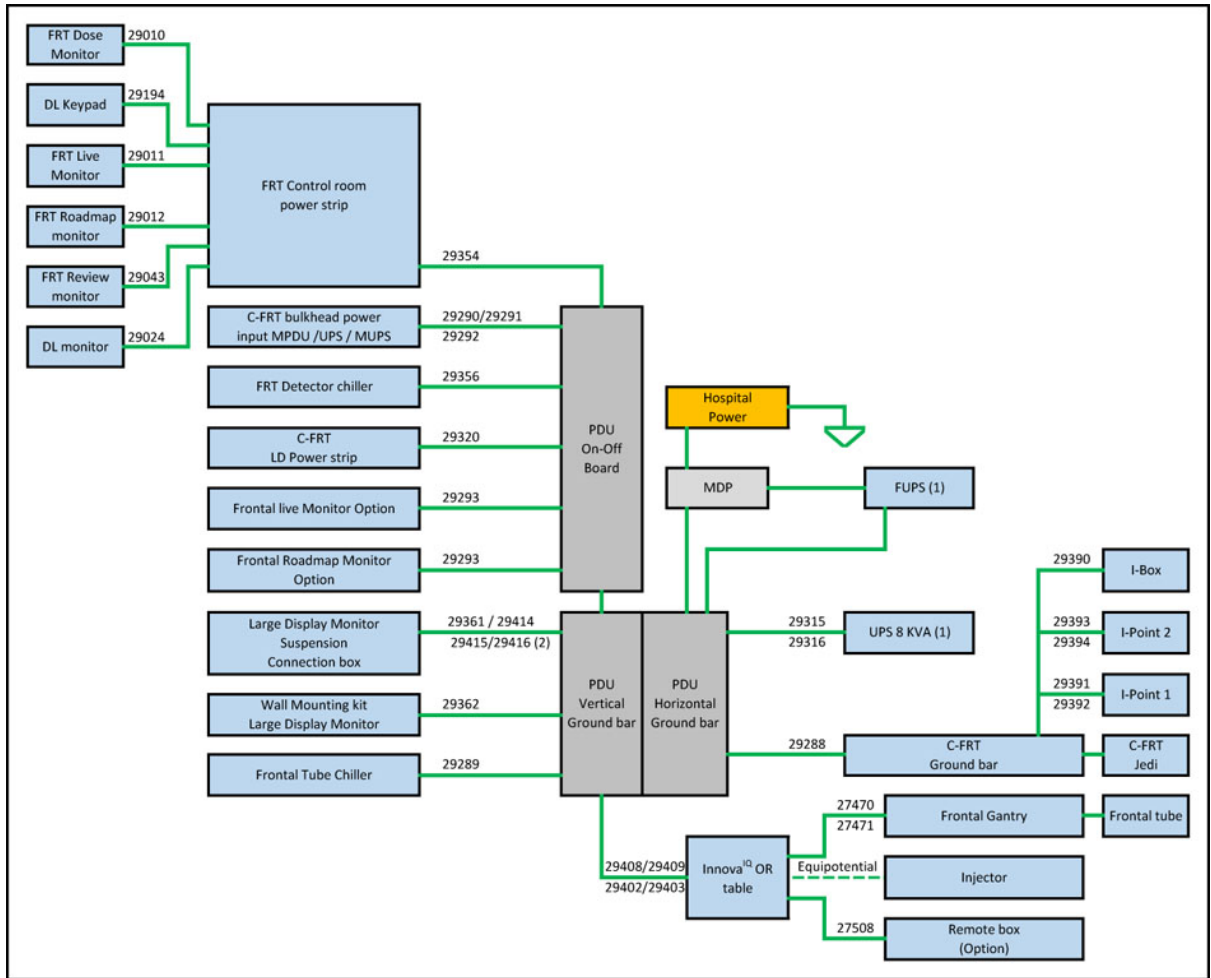 FRT Dose
Monitor
29010
DL Keypad
29194
FRT Live
Monitor
29011
FRT Roadmap
monitor
29012
FRT Review
monitor
29043
DL monitor
29024
FRT Control room
power strip
29354
C-FRT bulkhead power
input MPDU /UPS / MUPS
29290/29291
29292
FRT Detector chiller
29356
C-FRT
LD Power strip
29320
Frontal live Monitor Option
29293
Frontal Roadmap Monitor
Option
29293
PDU
On-Off
Board
Hospital
Power
MDP
FUPS (1)
Large Display Monitor
Suspension
Connection box
29361 / 29414
29415/29416 (2)
Wall Mounting kit
Large Display Monitor
29362
Frontal Tube Chiller
29289
PDU
Vertical
Ground bar
PDU
Horizontal
Ground bar
29315
29316
UPS 8 KVA (1)
29390
I-Box
29393
29394
I-Point 2
29391
29392
I-Point 1
29288
C-FRT
Ground bar
C-FRT
Jedi
29408/29409
29402/29403
Innova IQ OR
table
27470
27471
Frontal Gantry
Frontal tube
Equipotential
Injector
27508
Remote box
(Option)